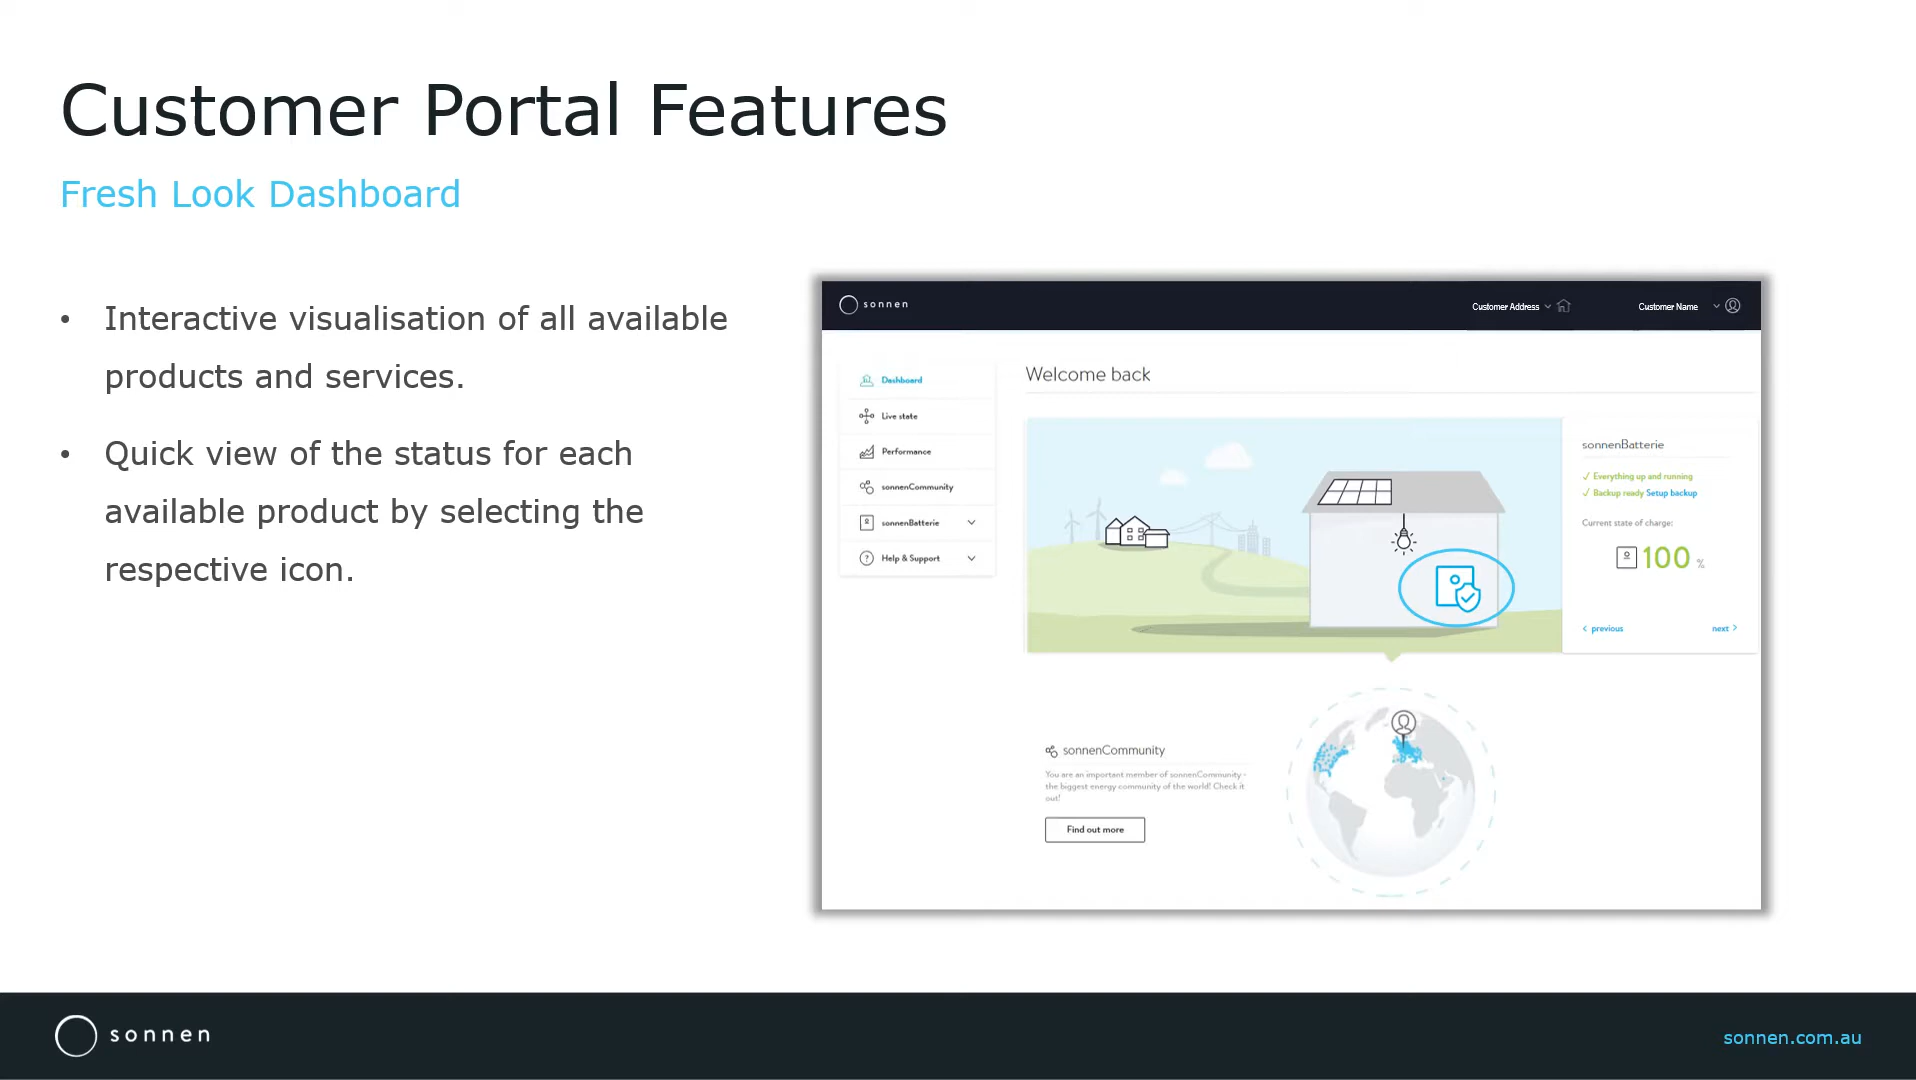 Customer Portal Features
Fresh Look Dashboard
• Interactive visualisation of all available
products and services.
• Quick view of the status for each
available product by selecting the
respective icon.
sonnen
Customer Address
Customer Name
Dashboard
Live state
Performance
sonnenCommunity
sonnenBatterie
Help & Support
Welcome back
sonnenBatterie
✓ Everything up and running
✓ Backup ready Setup backup
Current state of charge:
100 %
< previous
next >
sonnenCommunity
You are an important member of sonnenCommunity -
the biggest energy community of the world! Check it
out!
Find out more
sonnen
sonnen.com.au